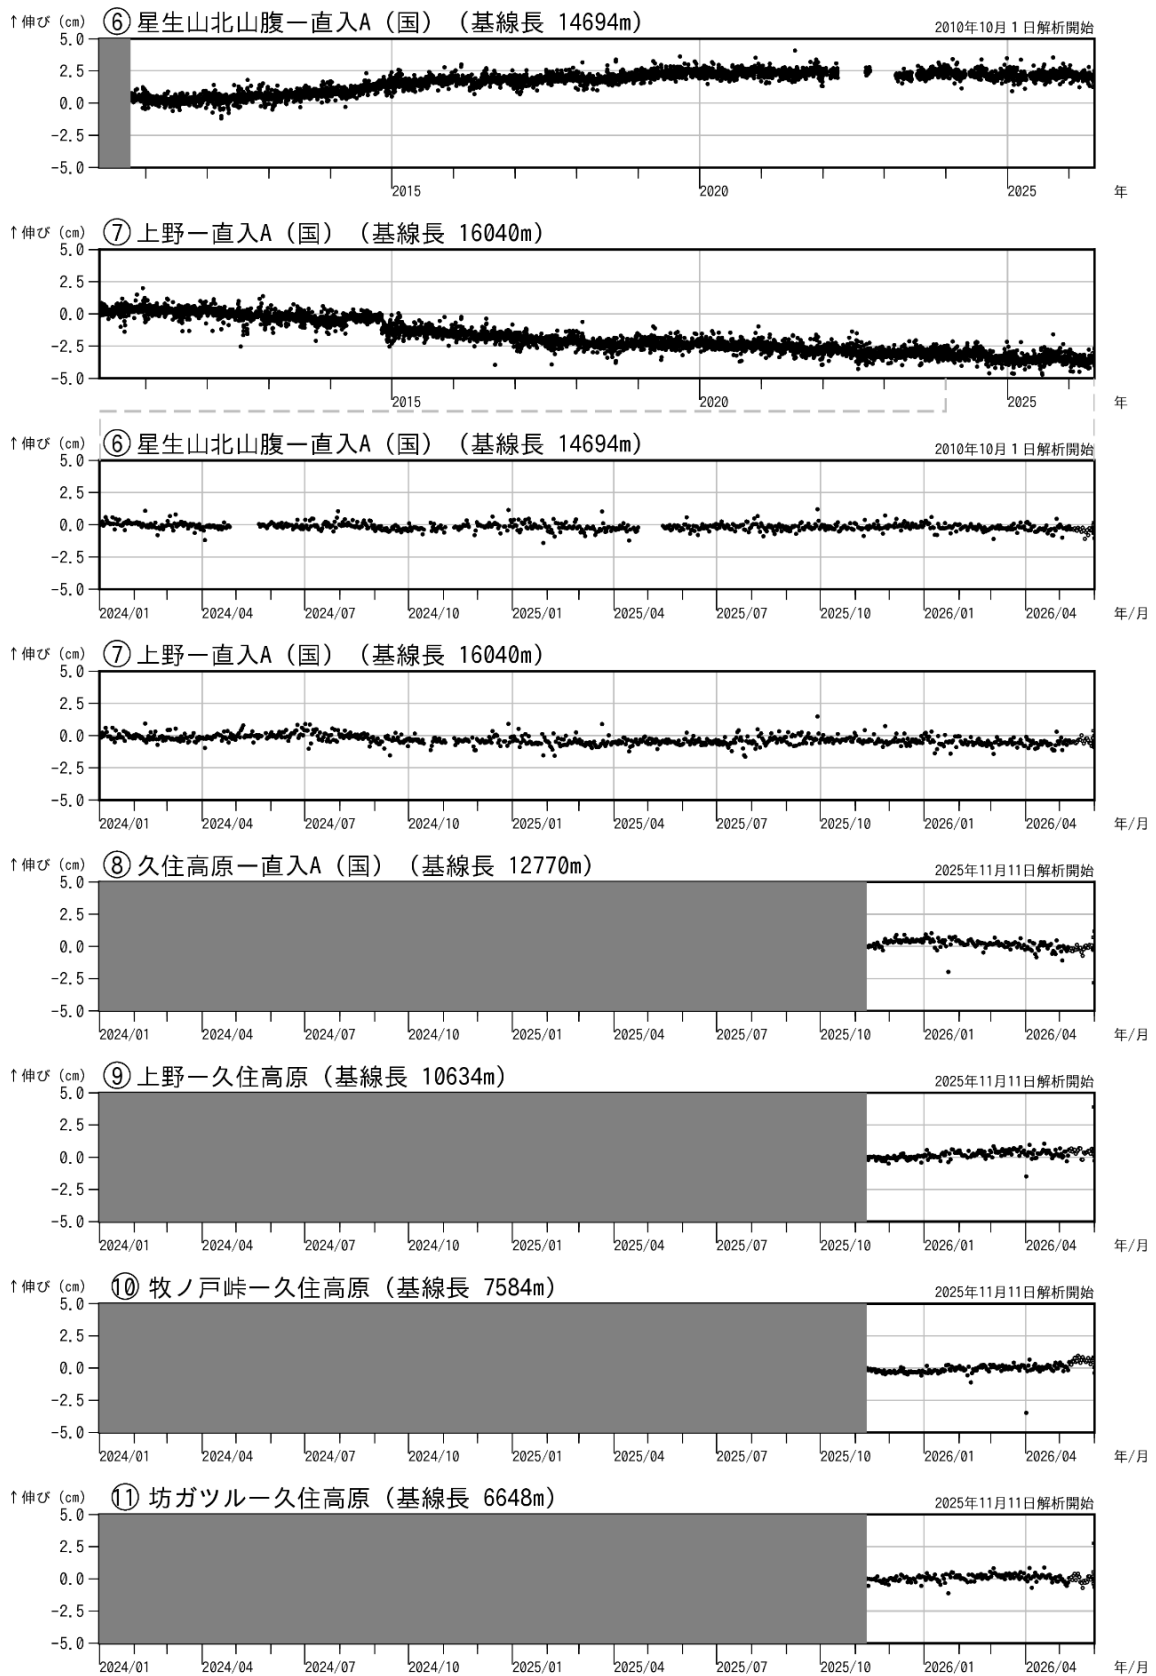 ↑伸び (cm) ⑥ 星生山北山腹ー直入A（国）（基線長 14694m） 2010年10月1日解析開始
5.0
2.5
0.0
-2.5
-5.0
2015 2020 2025 年
↑伸び (cm) ⑦ 上野ー直入A（国）（基線長 16040m）
5.0
2.5
0.0
-2.5
-5.0
2015 2020 2025 年
↑伸び (cm) ⑥ 星生山北山腹ー直入A（国）（基線長 14694m） 2010年10月1日解析開始
5.0
2.5
0.0
-2.5
-5.0
2024/01 2024/04 2024/07 2024/10 2025/01 2025/04 2025/07 2025/10 2026/01 2026/04 年/月
↑伸び (cm) ⑦ 上野ー直入A（国）（基線長 16040m）
5.0
2.5
0.0
-2.5
-5.0
2024/01 2024/04 2024/07 2024/10 2025/01 2025/04 2025/07 2025/10 2026/01 2026/04 年/月
↑伸び (cm) ⑧ 久住高原ー直入A（国）（基線長 12770m） 2025年11月11日解析開始
5.0
2.5
0.0
-2.5
-5.0
2024/01 2024/04 2024/07 2024/10 2025/01 2025/04 2025/07 2025/10 2026/01 2026/04 年/月
↑伸び (cm) ⑨ 上野ー久住高原（基線長 10634m） 2025年11月11日解析開始
5.0
2.5
0.0
-2.5
-5.0
2024/01 2024/04 2024/07 2024/10 2025/01 2025/04 2025/07 2025/10 2026/01 2026/04 年/月
↑伸び (cm) ⑩ 牧ノ戸峠ー久住高原（基線長 7584m） 2025年11月11日解析開始
5.0
2.5
0.0
-2.5
-5.0
2024/01 2024/04 2024/07 2024/10 2025/01 2025/04 2025/07 2025/10 2026/01 2026/04 年/月
↑伸び (cm) ⑪ 坊ガツルー久住高原（基線長 6648m） 2025年11月11日解析開始
5.0
2.5
0.0
-2.5
-5.0
2024/01 2024/04 2024/07 2024/10 2025/01 2025/04 2025/07 2025/10 2026/01 2026/04 年/月